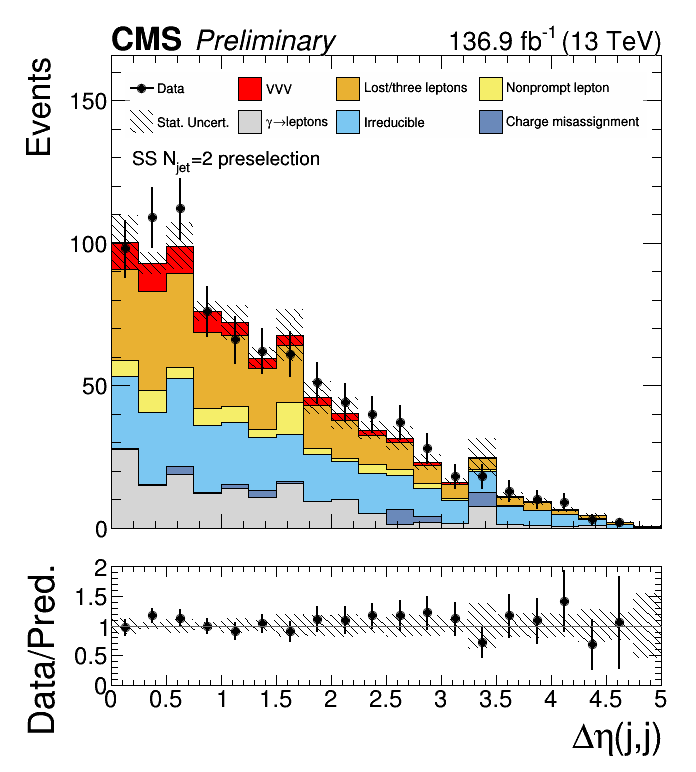 CMS Preliminary 136.9 fb⁻¹ (13 TeV)
Events
150
100
50
0
Data
VVV
Lost/three leptons
Nonprompt lepton
Stat. Uncert.
γ→leptons
Irreducible
Charge misassignment
SS N_jet=2 preselection
Data/Pred.
2
1.5
1
0.5
0
0 0.5 1 1.5 2 2.5 3 3.5 4 4.5 5
Δη(j,j)